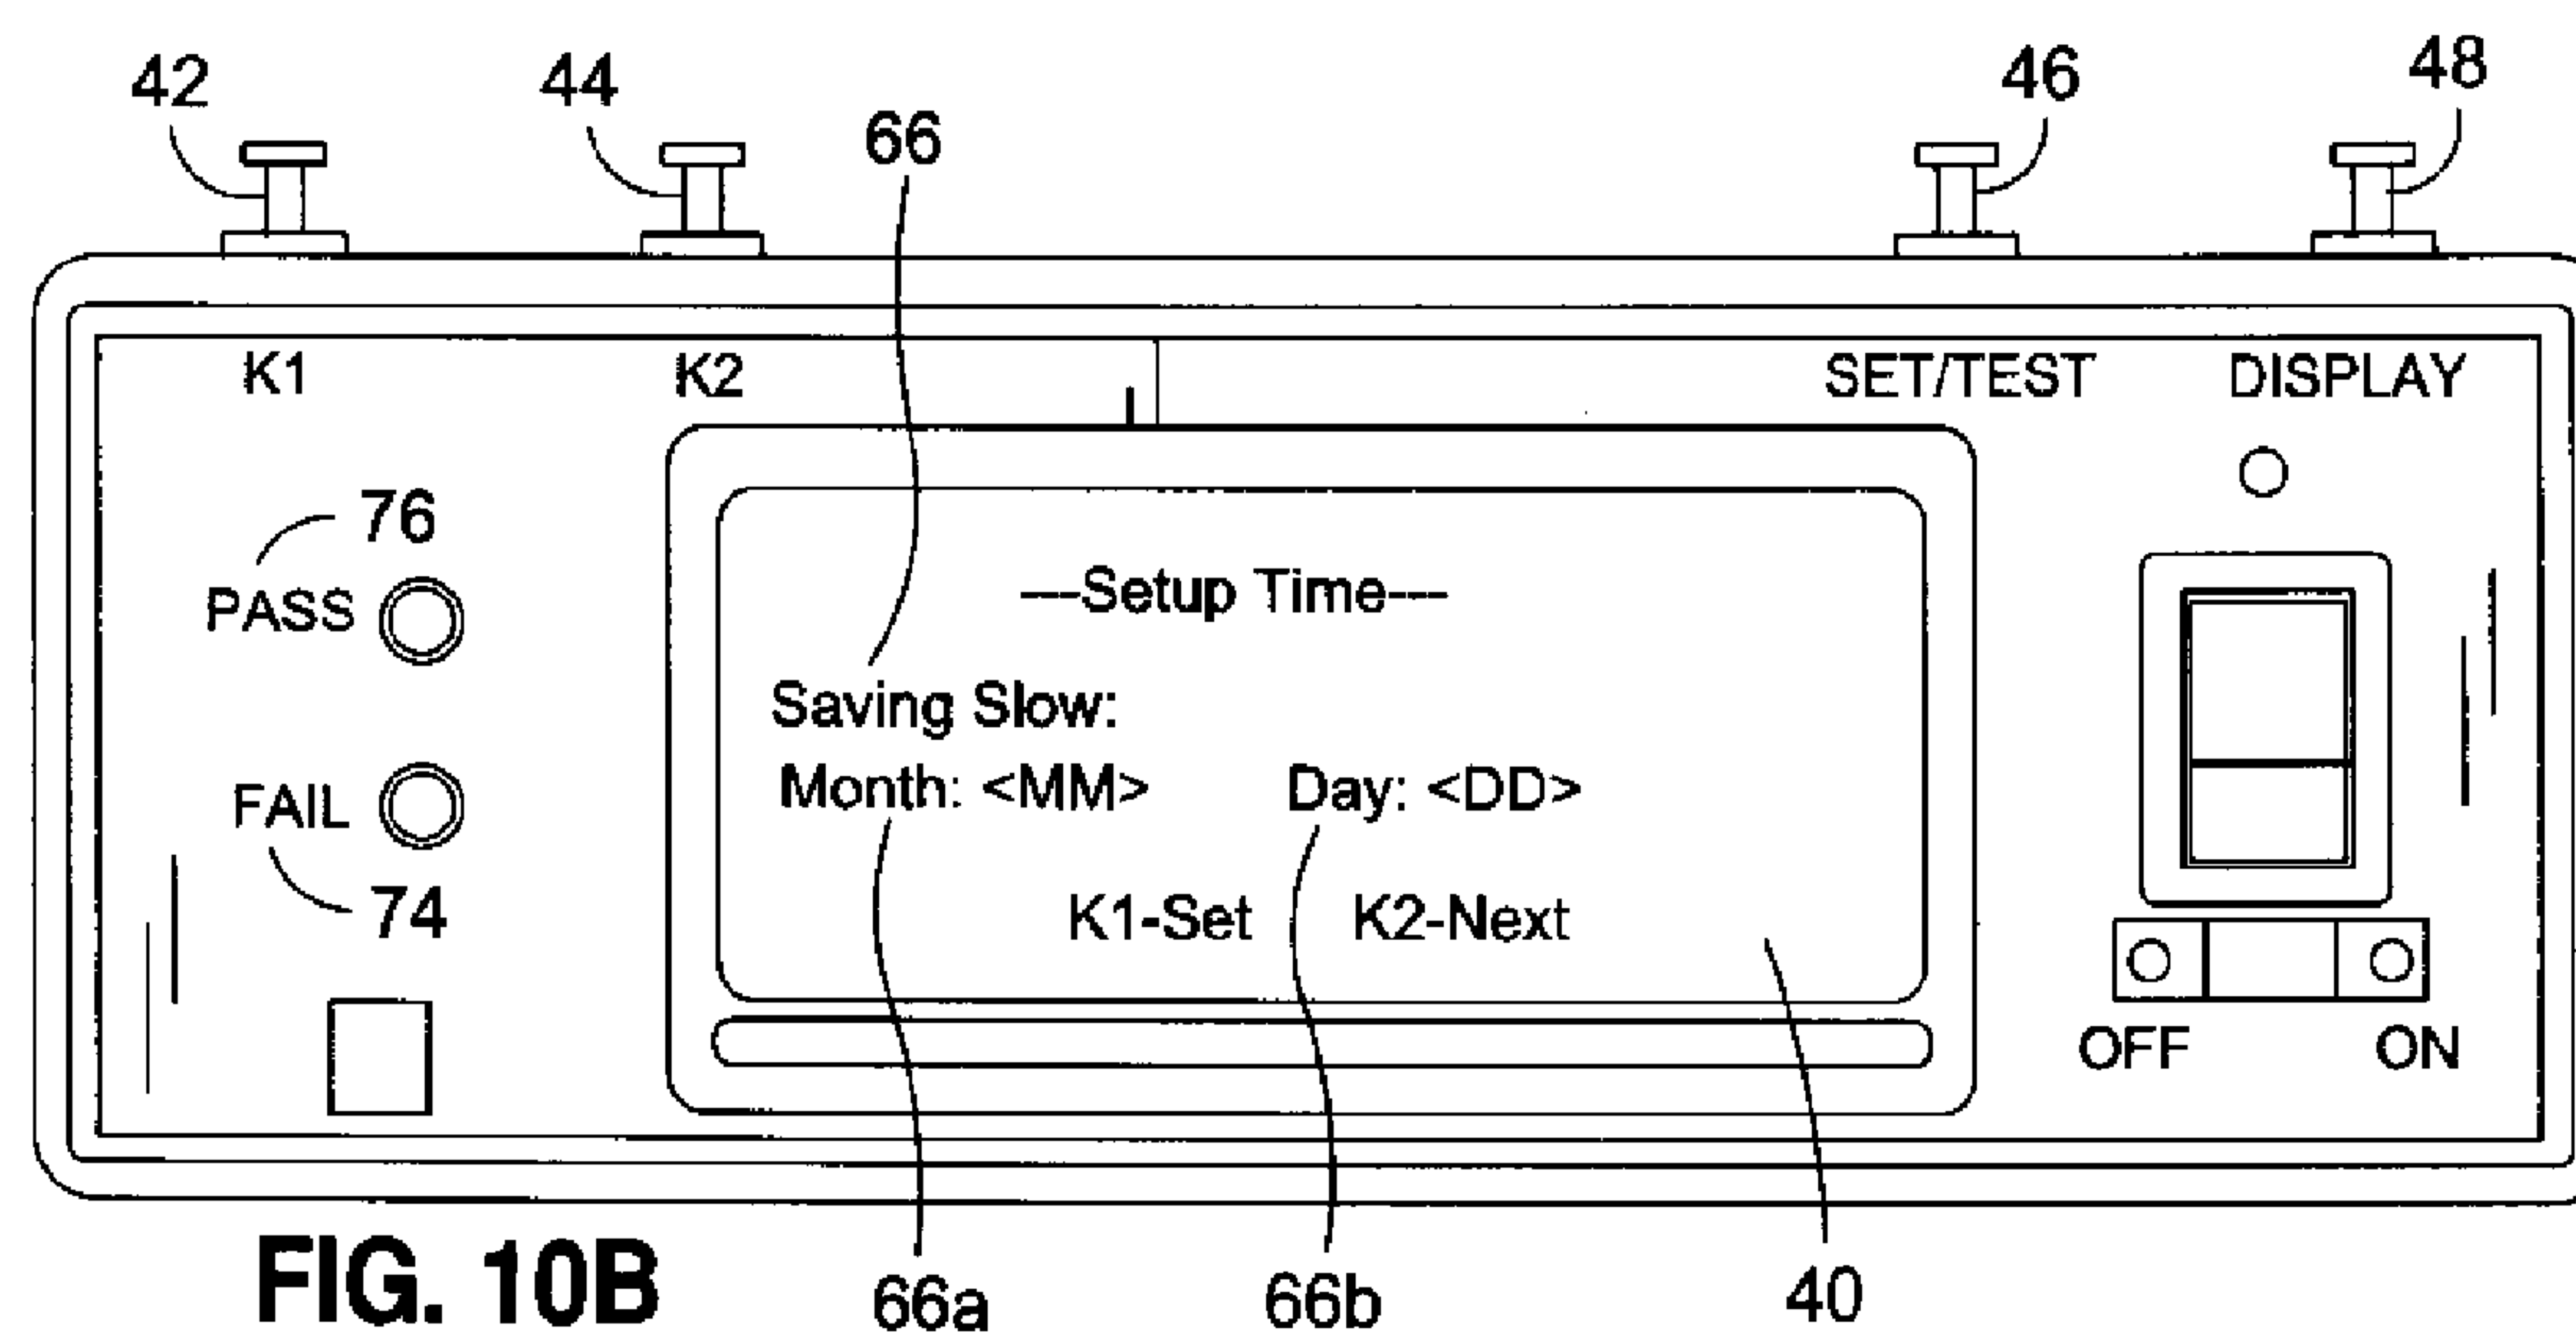 42 44 46 48
66
K1 K2 SET/TEST DISPLAY
76
PASS
---Setup Time---
Saving Slow:
FAIL
Month: <MM> Day: <DD>
74
K1-Set K2-Next
OFF ON
FIG. 10B
66a 66b 40